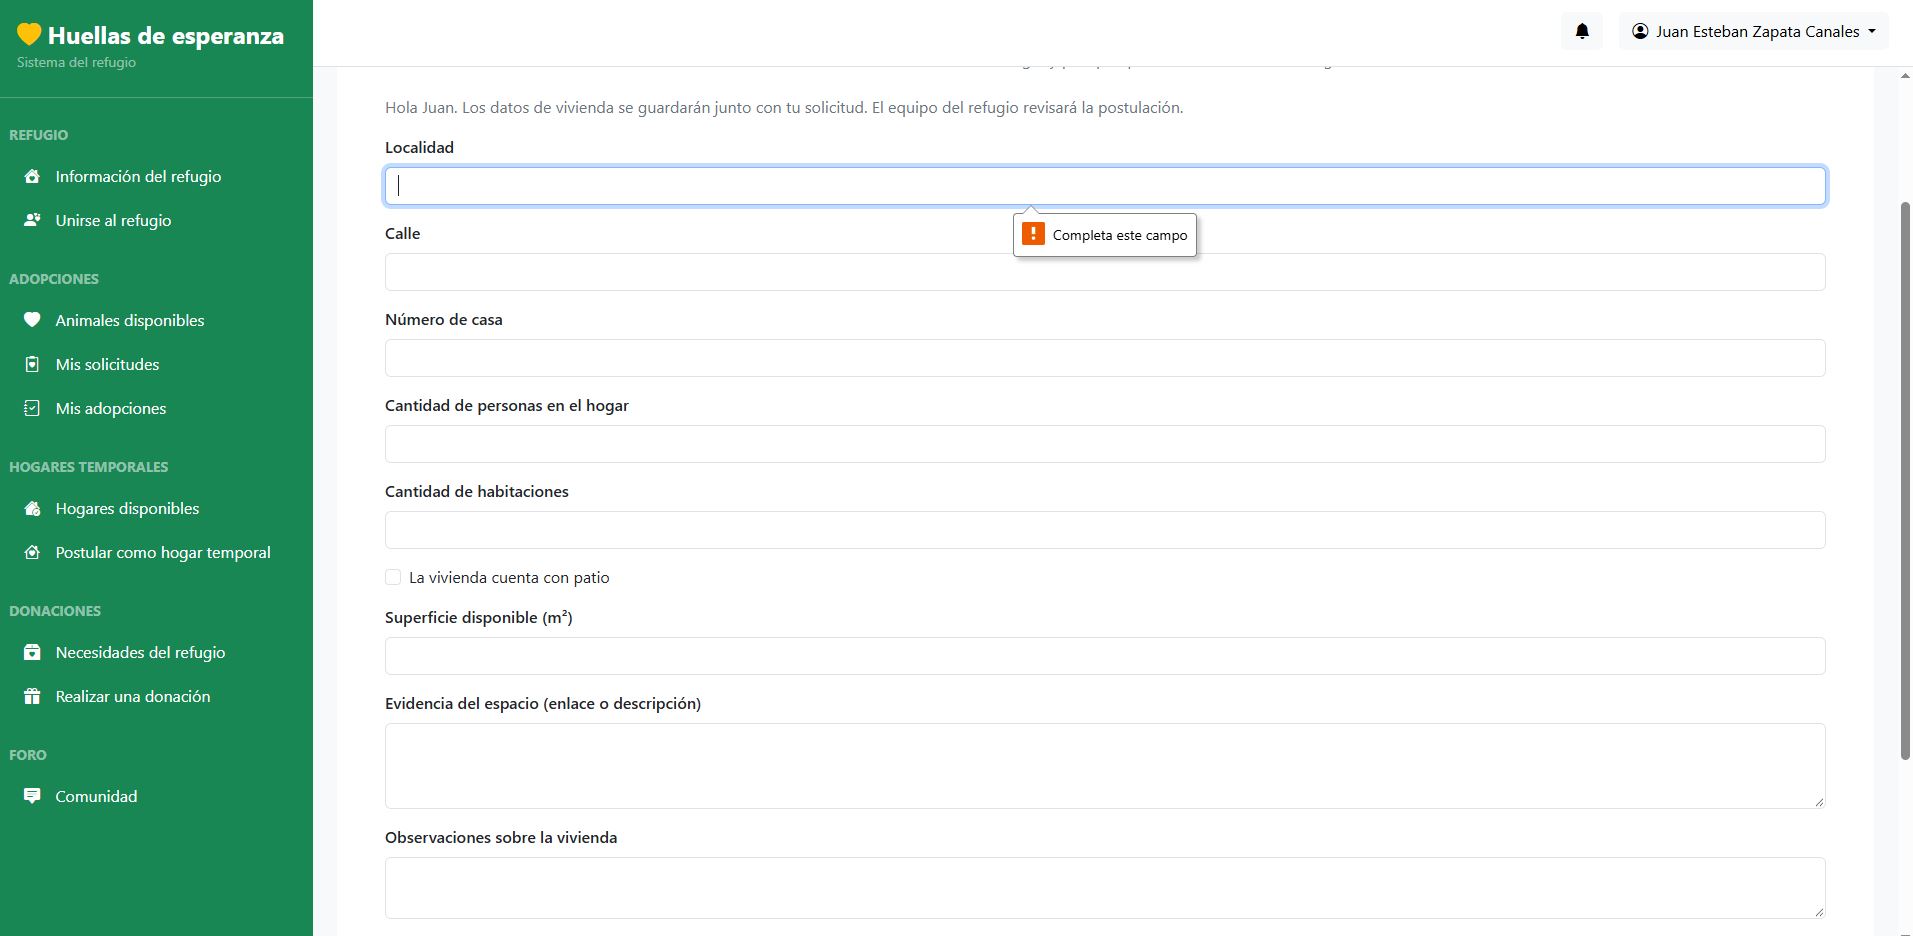 Huellas de esperanza
Sistema del refugio
REFUGIO
Información del refugio
Unirse al refugio
ADOPCIONES
Animales disponibles
Mis solicitudes
Mis adopciones
HOGARES TEMPORALES
Hogares disponibles
Postular como hogar temporal
DONACIONES
Necesidades del refugio
Realizar una donación
FORO
Comunidad
Juan Esteban Zapata Canales
Hola Juan. Los datos de vivienda se guardarán junto con tu solicitud. El equipo del refugio revisará la postulación.
Localidad
Completa este campo
Calle
Número de casa
Cantidad de personas en el hogar
Cantidad de habitaciones
La vivienda cuenta con patio
Superficie disponible (m²)
Evidencia del espacio (enlace o descripción)
Observaciones sobre la vivienda